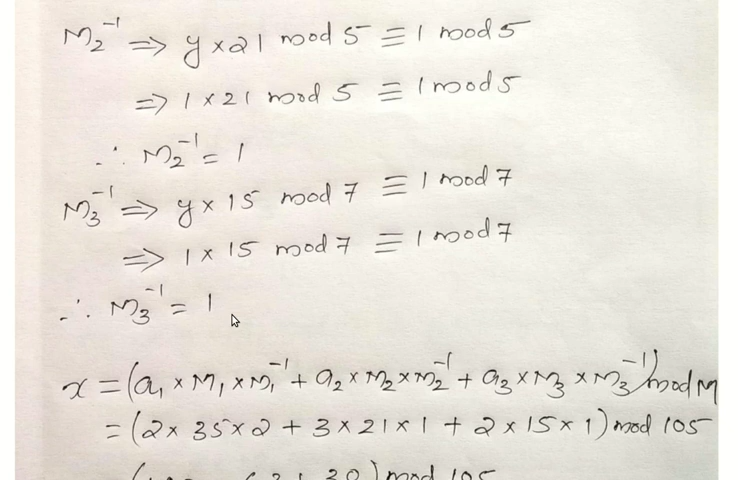 M₂⁻¹ ⇒ y × 21 mod 5 ≡ 1 mod 5
⇒ 1 × 21 mod 5 ≡ 1 mod 5
∴ M₂⁻¹ = 1
M₃⁻¹ ⇒ y × 15 mod 7 ≡ 1 mod 7
⇒ 1 × 15 mod 7 ≡ 1 mod 7
∴ M₃⁻¹ = 1
x = (a₁ × M₁ × M₁⁻¹ + a₂ × M₂ × M₂⁻¹ + a₃ × M₃ × M₃⁻¹) mod M
= (2 × 35 × 2 + 3 × 21 × 1 + 2 × 15 × 1) mod 105
30) mod 105